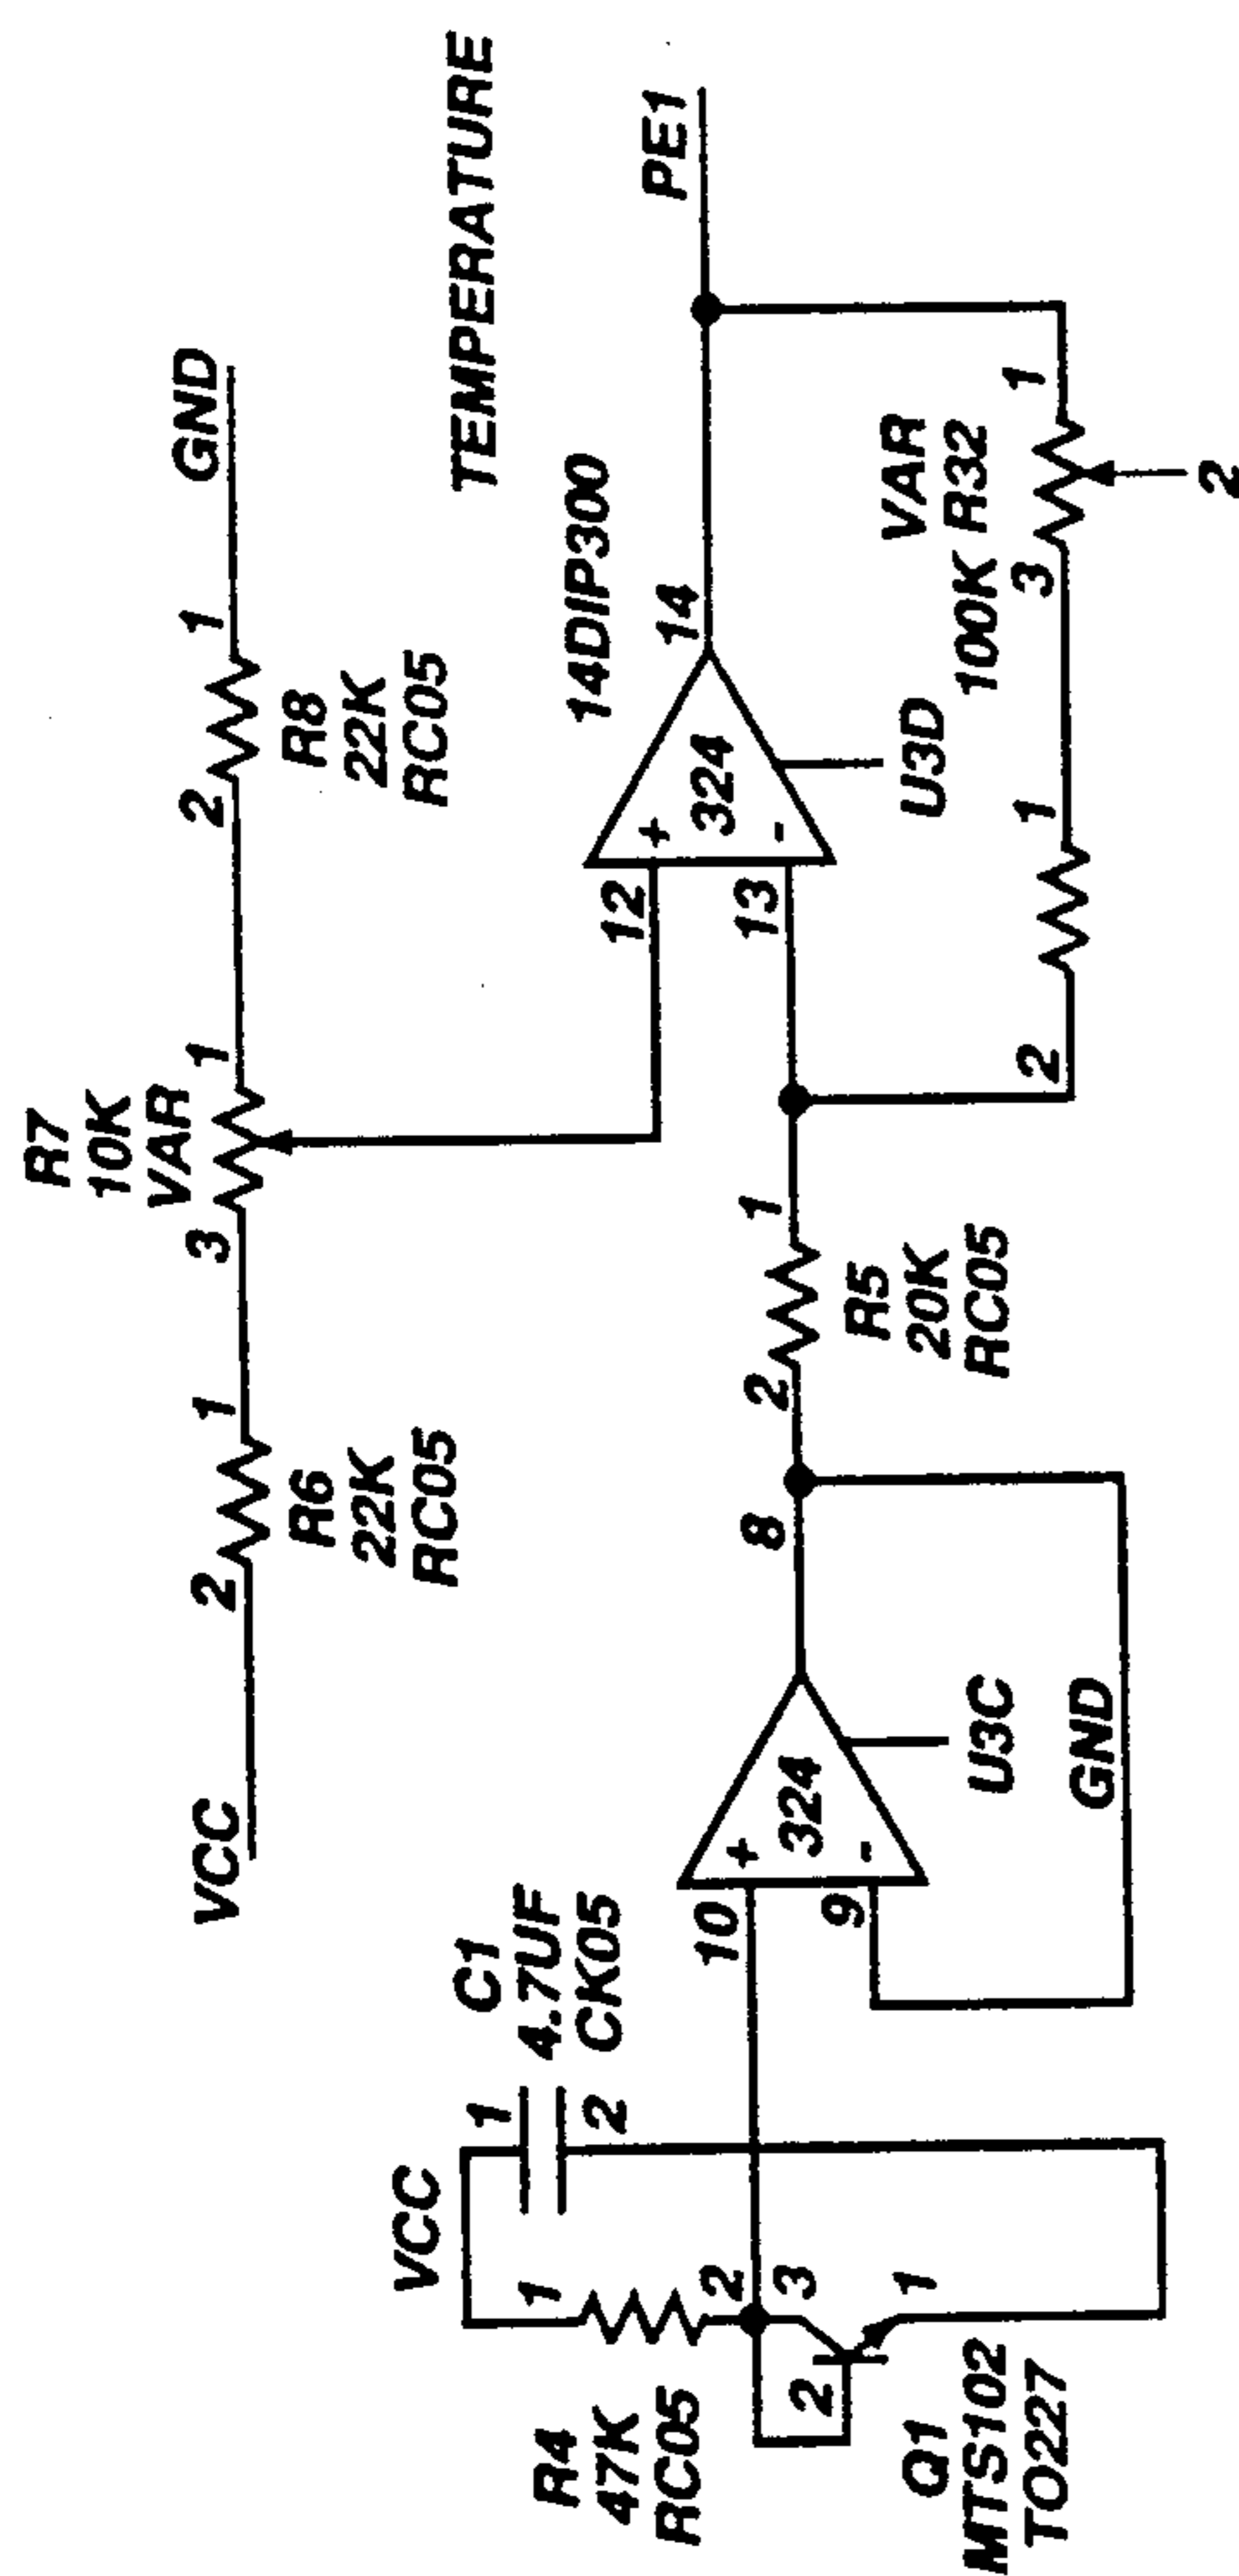 VCC
2
1
R6
22K
RC05
R7
10K
VAR
3
1
2
1
R8
22K
RC05
GND
TEMPERATURE
VCC
1
C1
4.7UF
CK05
2
R4
47K
RC05
1
2
3
2
1
Q1
MTS102
TO227
10
9
+
-
324
8
U3C
GND
2
1
R5
20K
RC05
12
13
+
-
324
14
14DIP300
U3D
PE1
2
1
3
1
VAR
R32
100K
2